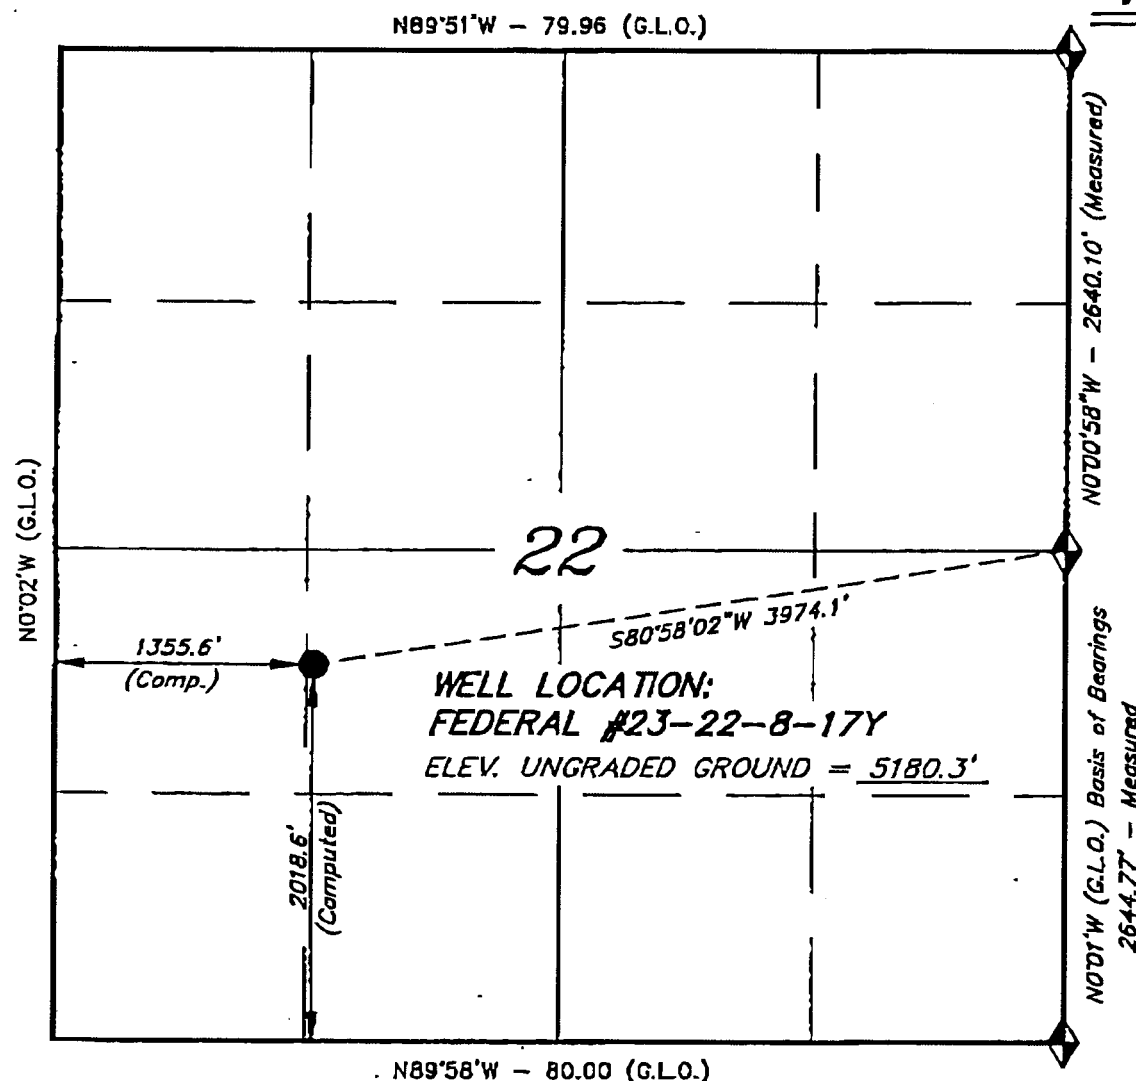 N89°51'W – 79.96 (G.L.O.)
N0°00'58"W – 2640.10' (Measured)
N0°02'W (G.L.O.)
22
S80°58'02"W 3974.1'
1355.6'
(Comp.)
WELL LOCATION:
FEDERAL #23–22–8–17Y
ELEV. UNGRADED GROUND = 5180.3'
2018.6'
(Computed)
N0°01'W (G.L.O.) Basis of Bearings
2644.77' – Measured
N89°58'W – 80.00 (G.L.O.)